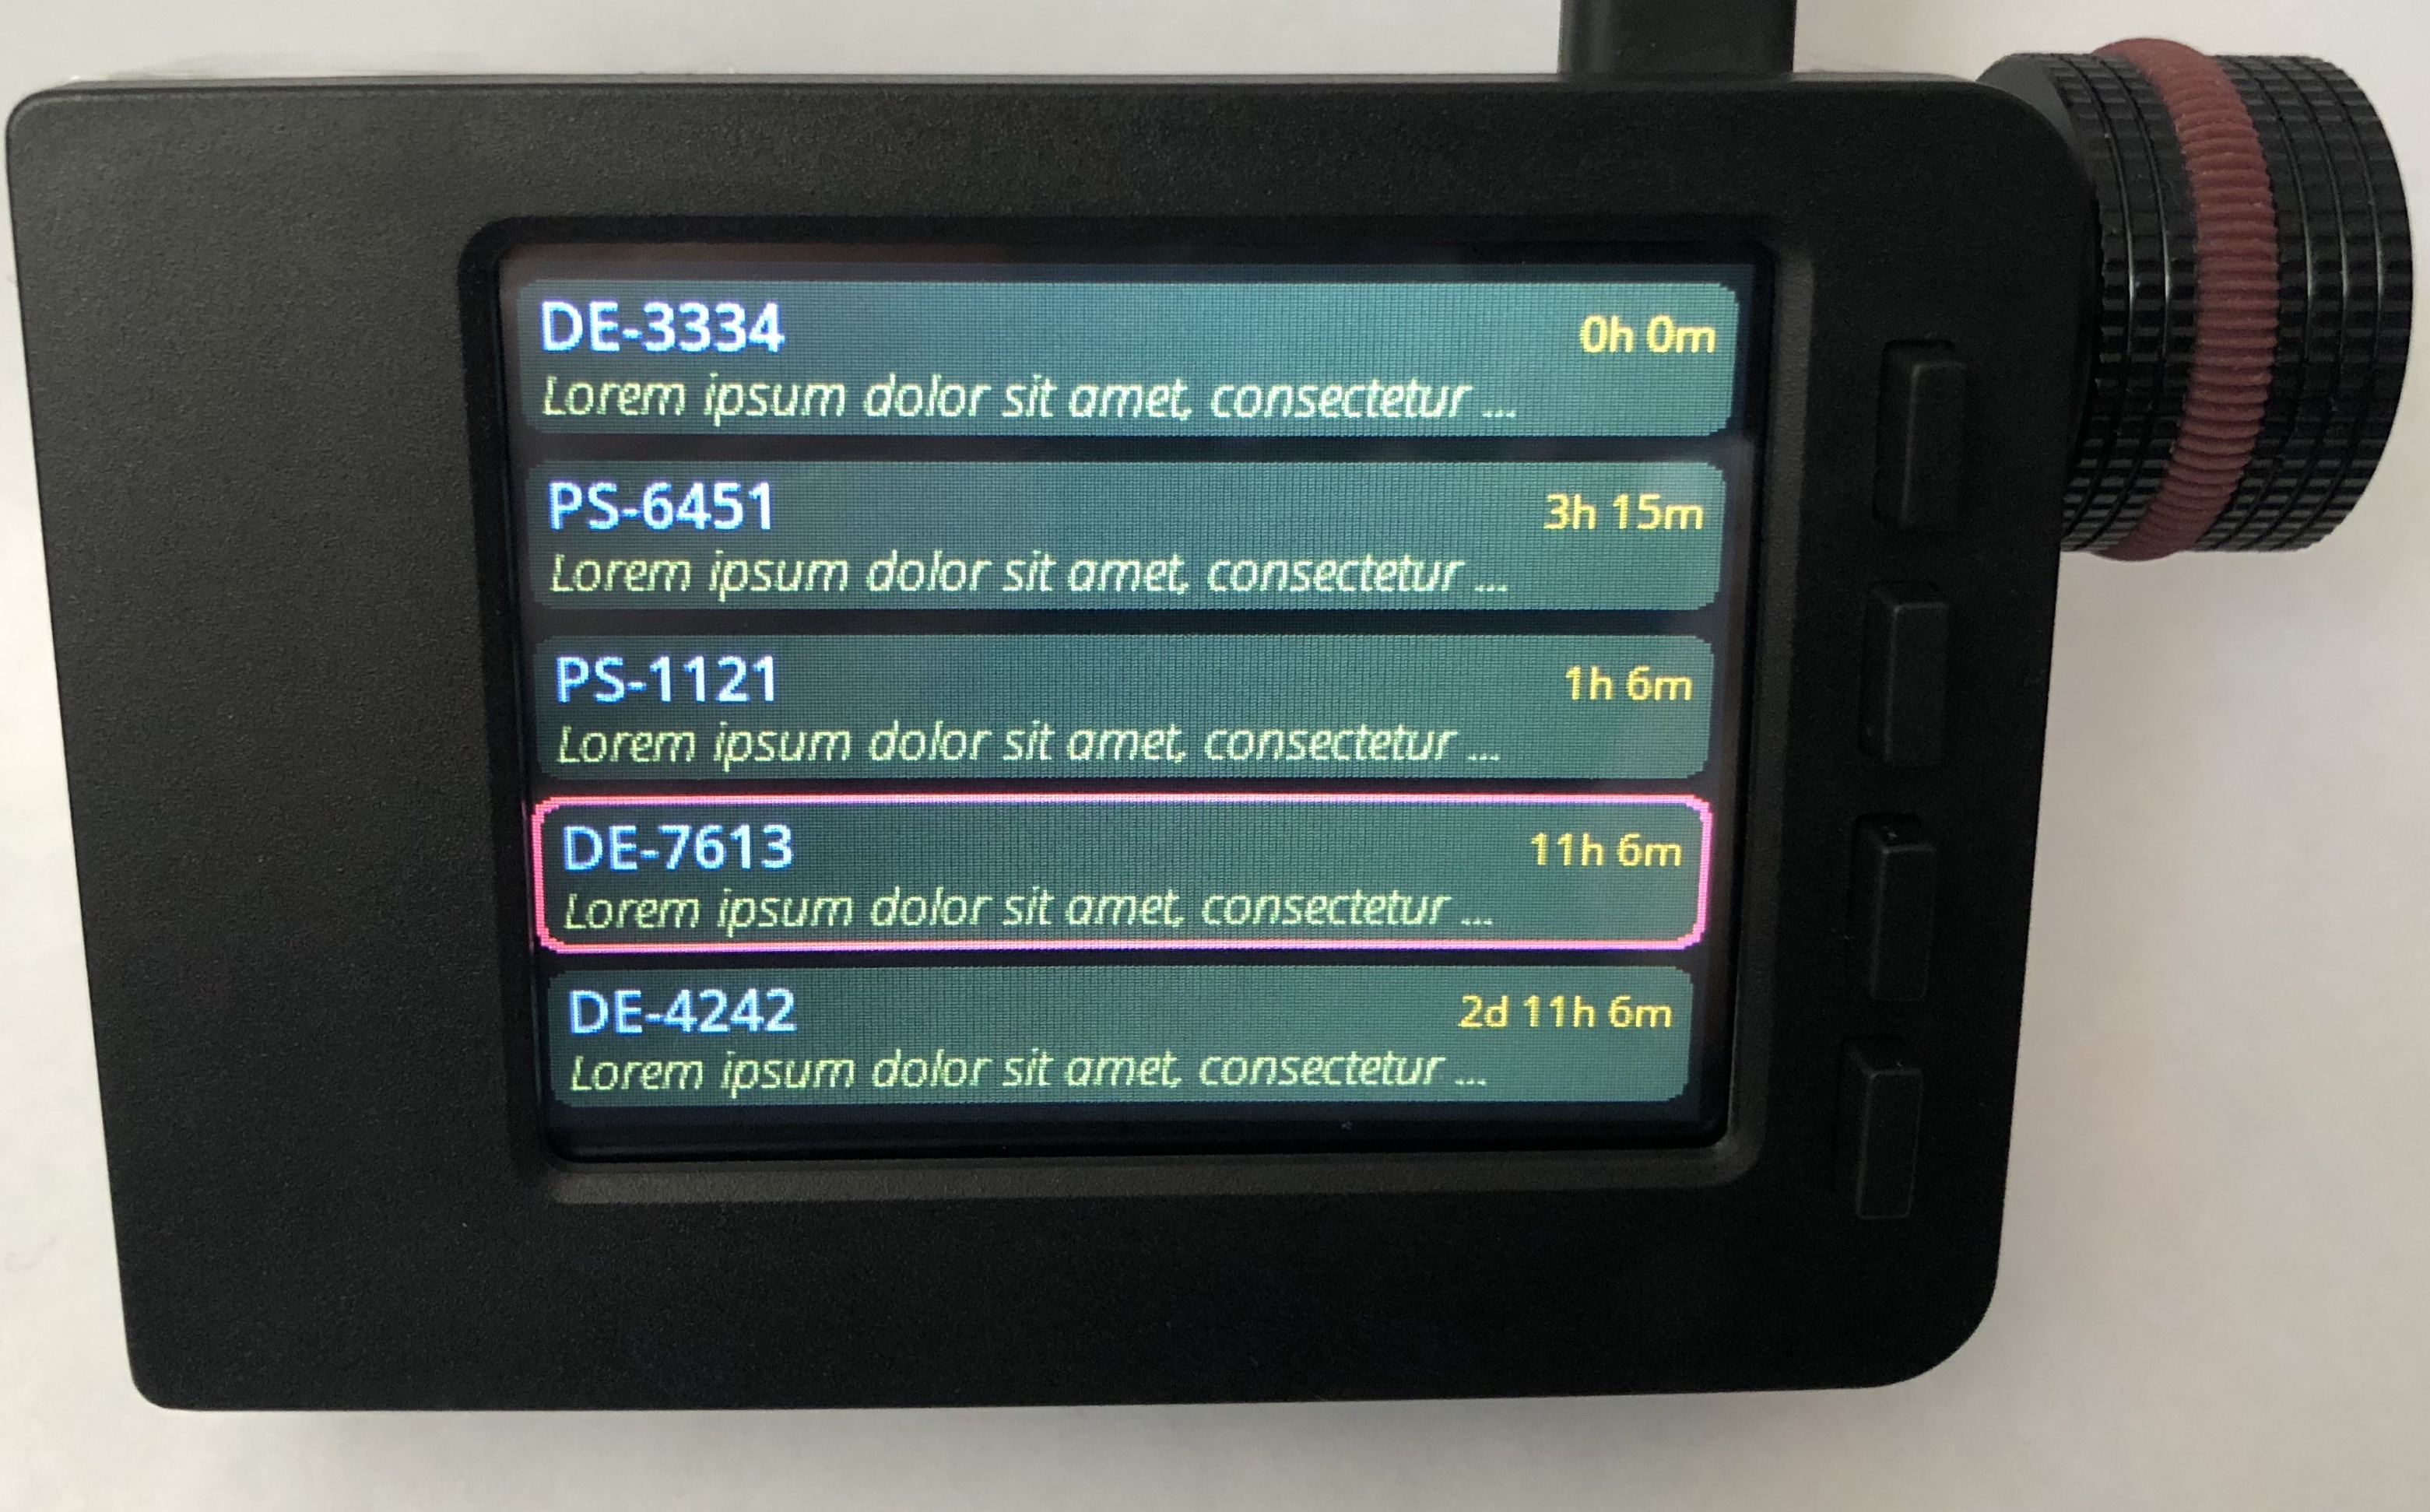 DE-3334 0h 0m
Lorem ipsum dolor sit amet, consectetur ...
PS-6451 3h 15m
Lorem ipsum dolor sit amet, consectetur ...
PS-1121 1h 6m
Lorem ipsum dolor sit amet, consectetur ...
DE-7613 11h 6m
Lorem ipsum dolor sit amet, consectetur ...
DE-4242 2d 11h 6m
Lorem ipsum dolor sit amet, consectetur ...